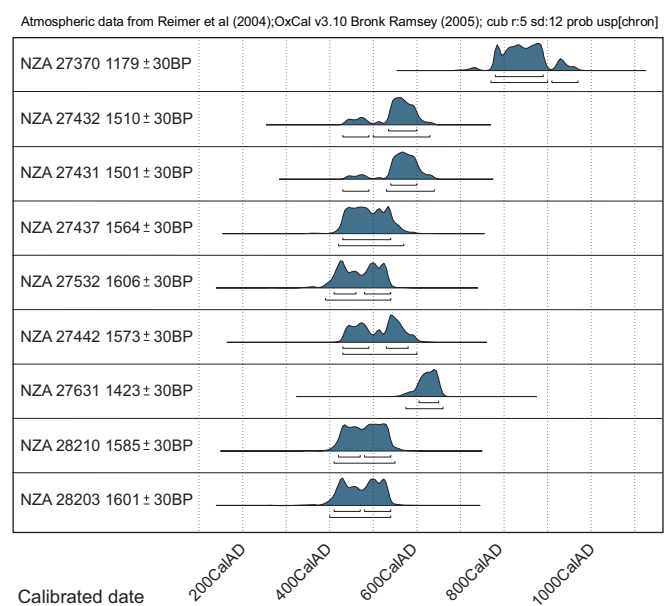 Atmospheric data from Reimer et al (2004);OxCal v3.10 Bronk Ramsey (2005); cub r:5 sd:12 prob usp[chron]
NZA 27370 1179 ± 30BP
NZA 27432 1510 ± 30BP
NZA 27431 1501 ± 30BP
NZA 27437 1564 ± 30BP
NZA 27532 1606 ± 30BP
NZA 27442 1573 ± 30BP
NZA 27631 1423 ± 30BP
NZA 28210 1585 ± 30BP
NZA 28203 1601 ± 30BP
200CalAD 400CalAD 600CalAD 800CalAD 1000CalAD
Calibrated date